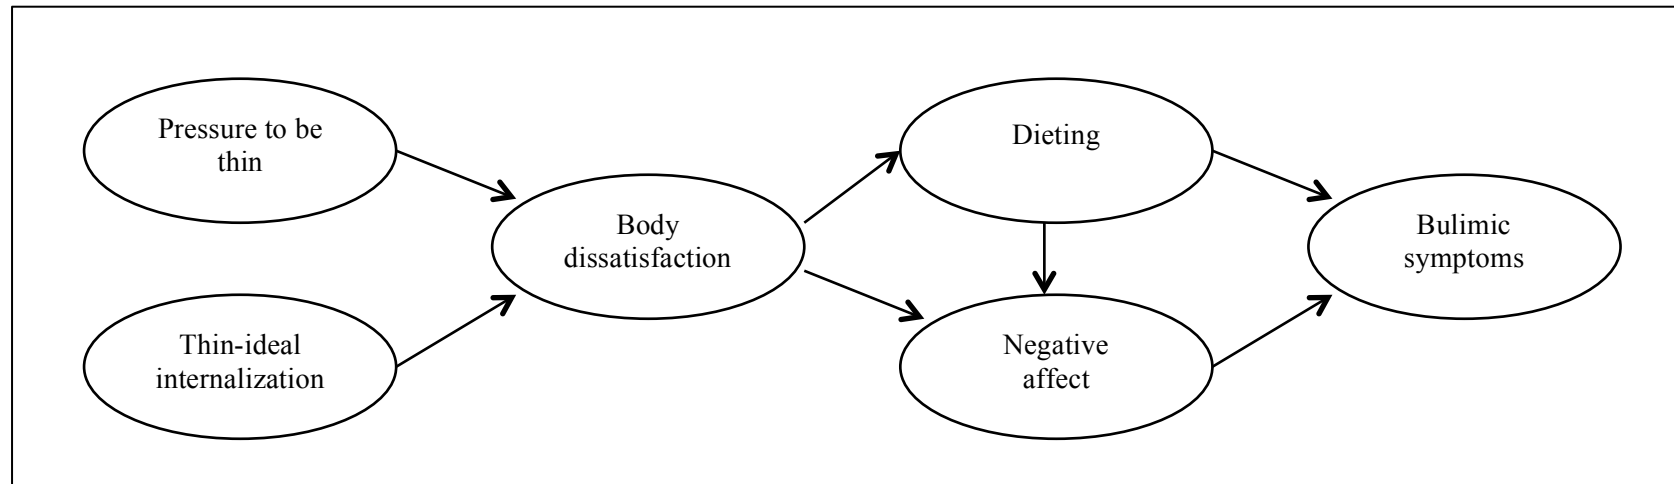 Pressure to be
thin
Thin-ideal
internalization
Body
dissatisfaction
Dieting
Negative
affect
Bulimic
symptoms